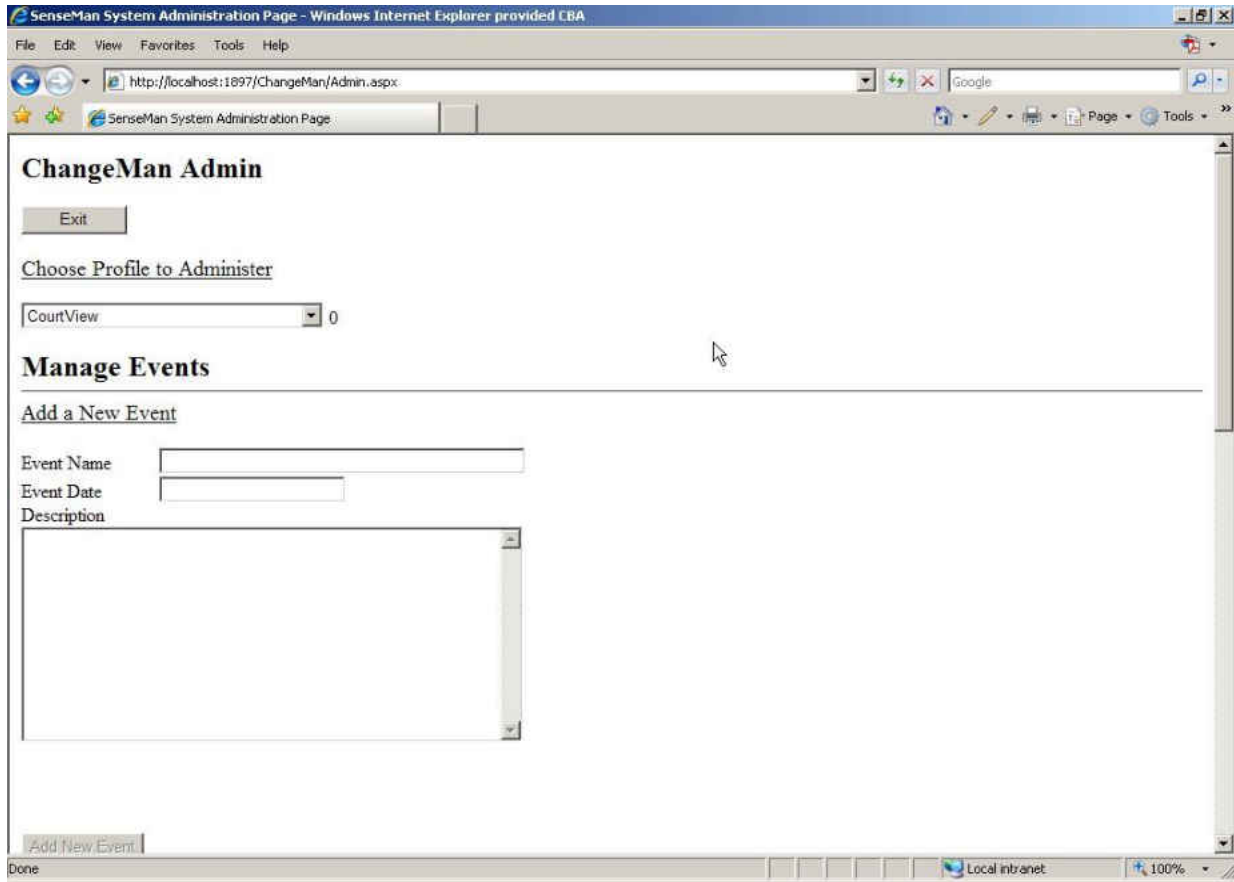 SenseMan System Administration Page - Windows Internet Explorer provided CBA
File Edit View Favorites Tools Help
http://localhost:1897/ChangeMan/Admin.aspx Google
SenseMan System Administration Page Page Tools »
ChangeMan Admin
Exit
Choose Profile to Administer
CourtView 0
Manage Events
Add a New Event
Event Name
Event Date
Description
Add New Event
Done Local intranet 100%